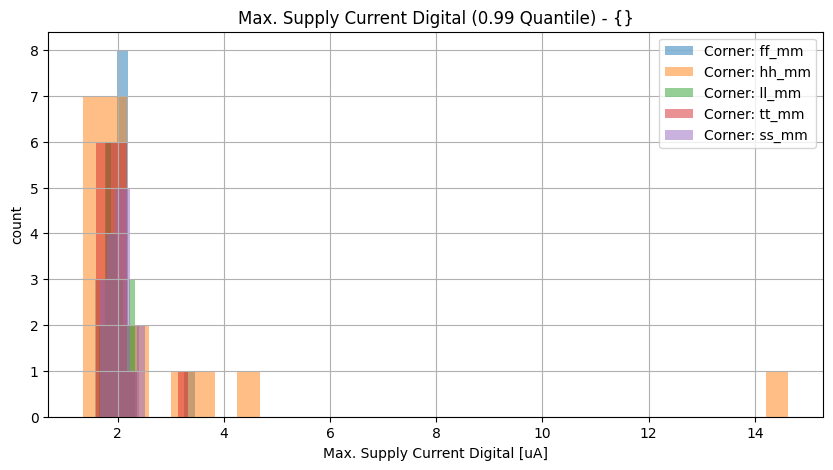 Max. Supply Current Digital (0.99 Quantile) - {}
8
7
6
5
4
3
2
1
0
count
Corner: ff_mm
Corner: hh_mm
Corner: ll_mm
Corner: tt_mm
Corner: ss_mm
2 4 6 8 10 12 14
Max. Supply Current Digital [uA]